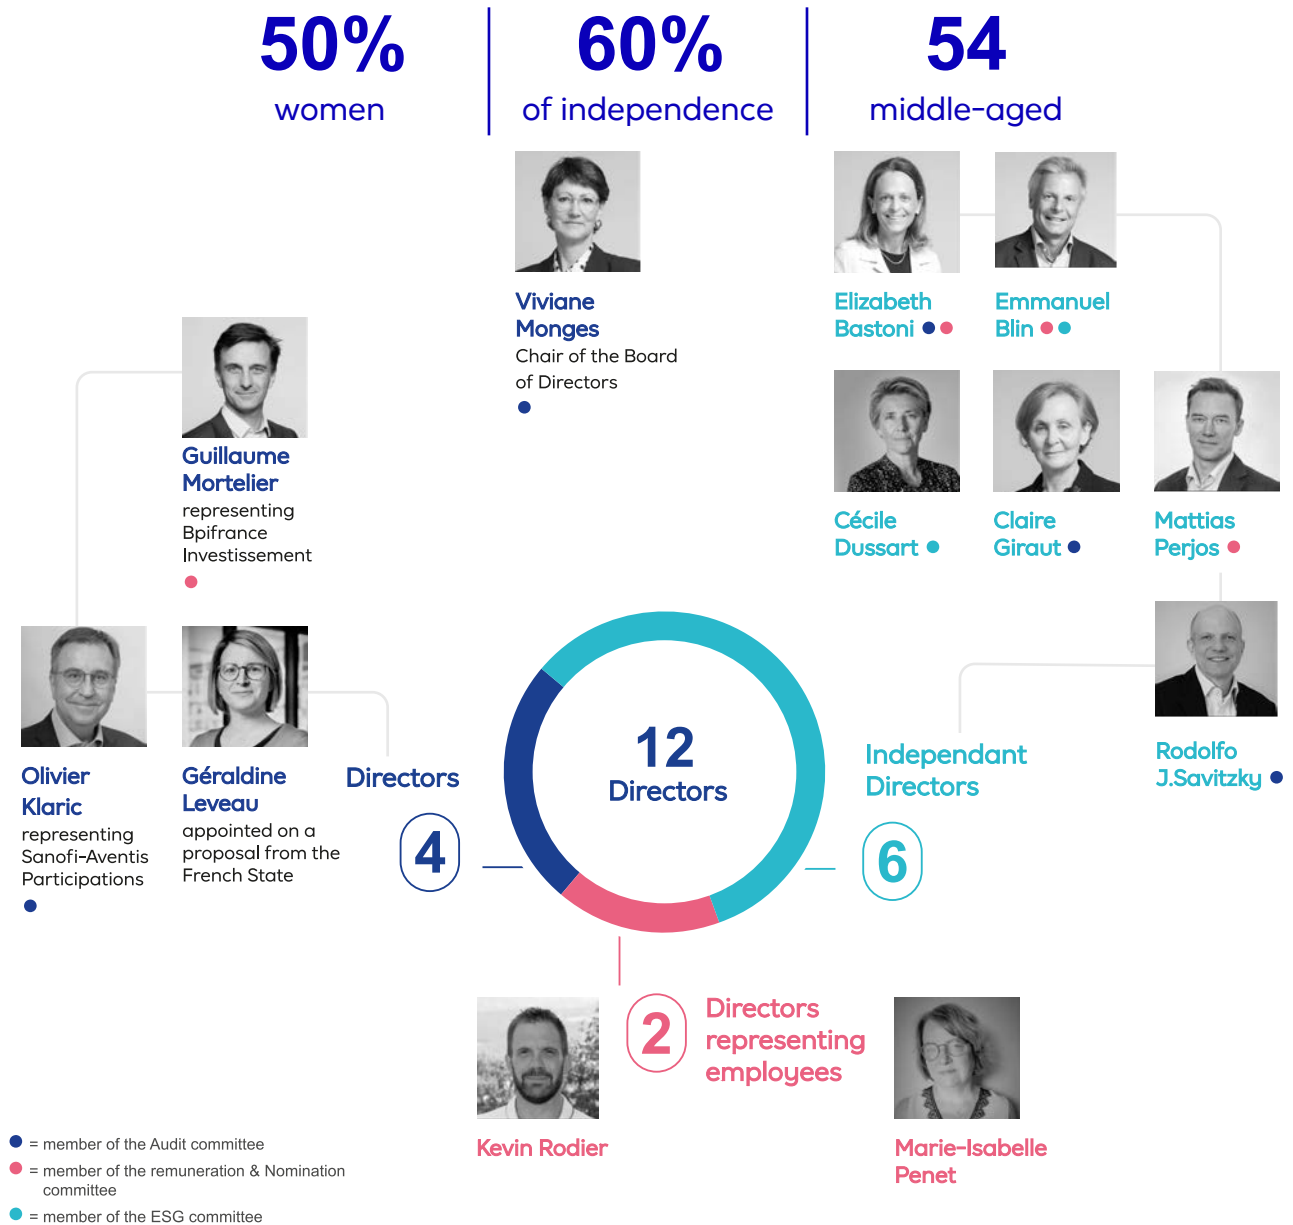 50%
women
60%
of independence
54
middle-aged
Viviane
Monges
Chair of the Board
of Directors
Elizabeth
Bastoni
Emmanuel
Blin
Guillaume
Mortelier
representing
Bpifrance
Investissement
Cécile
Dussart
Claire
Giraut
Mattias
Perjos
Olivier
Klaric
representing
Sanofi-Aventis
Participations
Géraldine
Leveau
appointed on a
proposal from the
French State
Directors
4
12
Directors
Independant
Directors
6
Rodolfo
J.Savitzky
2
Directors
representing
employees
Kevin Rodier
Marie-Isabelle
Penet
= member of the Audit committee
= member of the remuneration & Nomination
committee
= member of the ESG committee